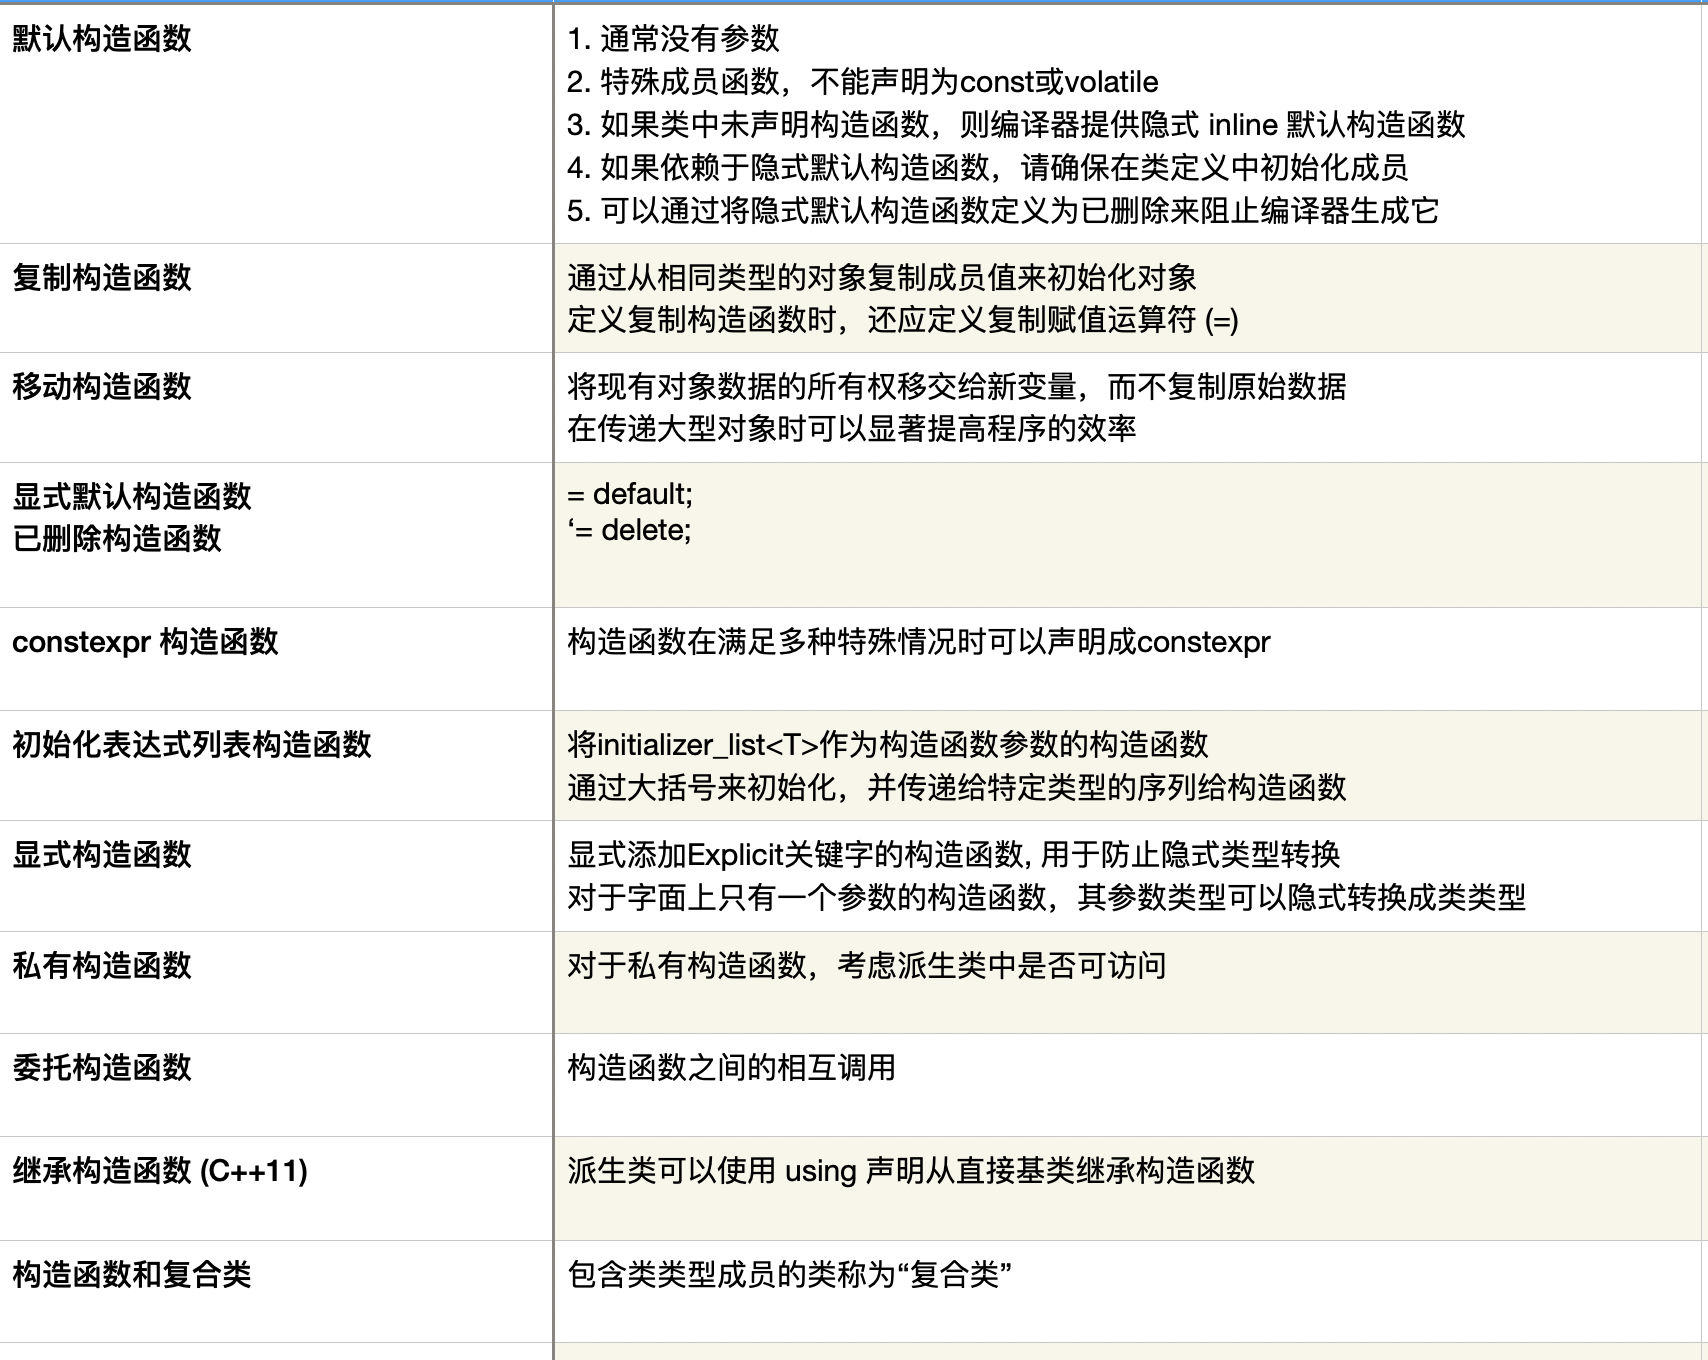 默认构造函数
1. 通常没有参数
2. 特殊成员函数，不能声明为const或volatile
3. 如果类中未声明构造函数，则编译器提供隐式 inline 默认构造函数
4. 如果依赖于隐式默认构造函数，请确保在类定义中初始化成员
5. 可以通过将隐式默认构造函数定义为已删除来阻止编译器生成它
复制构造函数
通过从相同类型的对象复制成员值来初始化对象
定义复制构造函数时，还应定义复制赋值运算符 (=)
移动构造函数
将现有对象数据的所有权移交给新变量，而不复制原始数据
在传递大型对象时可以显著提高程序的效率
显式默认构造函数
已删除构造函数
= default;
‘= delete;
constexpr 构造函数
构造函数在满足多种特殊情况时可以声明成constexpr
初始化表达式列表构造函数
将initializer_list<T>作为构造函数参数的构造函数
通过大括号来初始化，并传递给特定类型的序列给构造函数
显式构造函数
显式添加Explicit关键字的构造函数, 用于防止隐式类型转换
对于字面上只有一个参数的构造函数，其参数类型可以隐式转换成类类型
私有构造函数
对于私有构造函数，考虑派生类中是否可访问
委托构造函数
构造函数之间的相互调用
继承构造函数 (C++11)
派生类可以使用 using 声明从直接基类继承构造函数
构造函数和复合类
包含类类型成员的类称为“复合类”